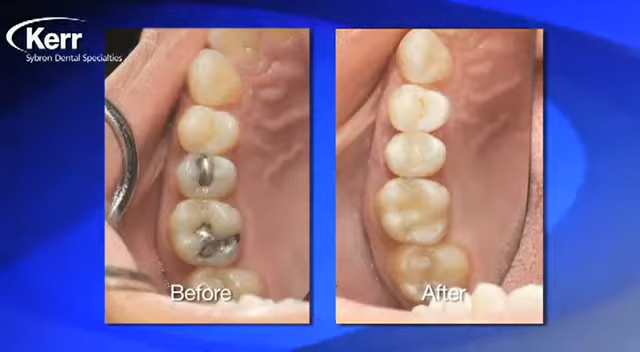 Kerr
Sybron Dental Specialties
Before
After